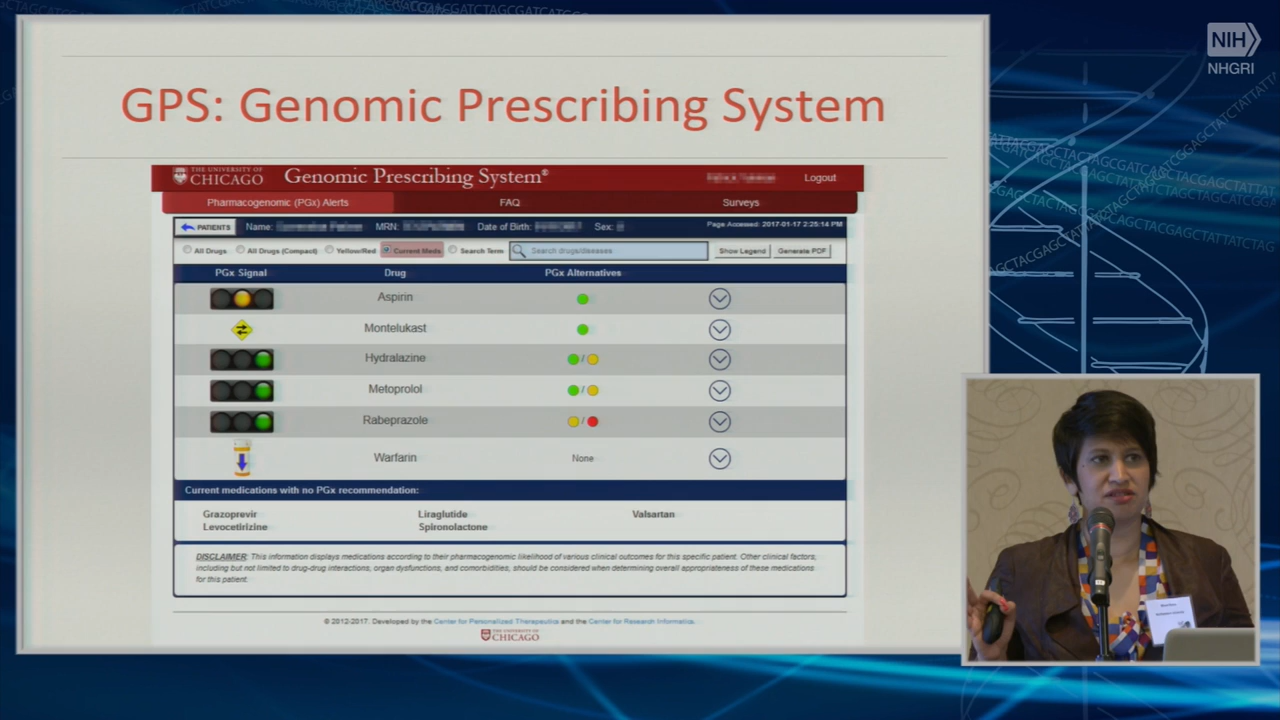 NIH
NHGRI
GPS: Genomic Prescribing System
THE UNIVERSITY OF
CHICAGO
Genomic Prescribing System®
Logout
Pharmacogenomic (PGx) Alerts
FAQ
Surveys
PATIENTS
Name:
MRN:
Date of Birth:
Sex:
Page Accessed: 2017-01-17 2:25:14 PM
All Drugs
All Drugs (Compact)
Yellow/Red
Current Meds
Search Term
Search drugs/diseases
Show Legend
Generate PDF
PGx Signal
Drug
PGx Alternatives
Aspirin
Montelukast
Hydralazine
/
Metoprolol
/
Rabeprazole
/
Warfarin
None
Current medications with no PGx recommendation:
Grazoprevir
Liraglutide
Valsartan
Levocetirizine
Spironolactone
DISCLAIMER: This information displays medications according to their pharmacogenomic likelihood of various clinical outcomes for this specific patient. Other clinical factors,
including but not limited to drug-drug interactions, organ dysfunctions, and comorbidities, should be considered when determining overall appropriateness of these medications
for this patient.
© 2012-2017. Developed by the Center for Personalized Therapeutics and the Center for Research Informatics.
THE UNIVERSITY OF
CHICAGO